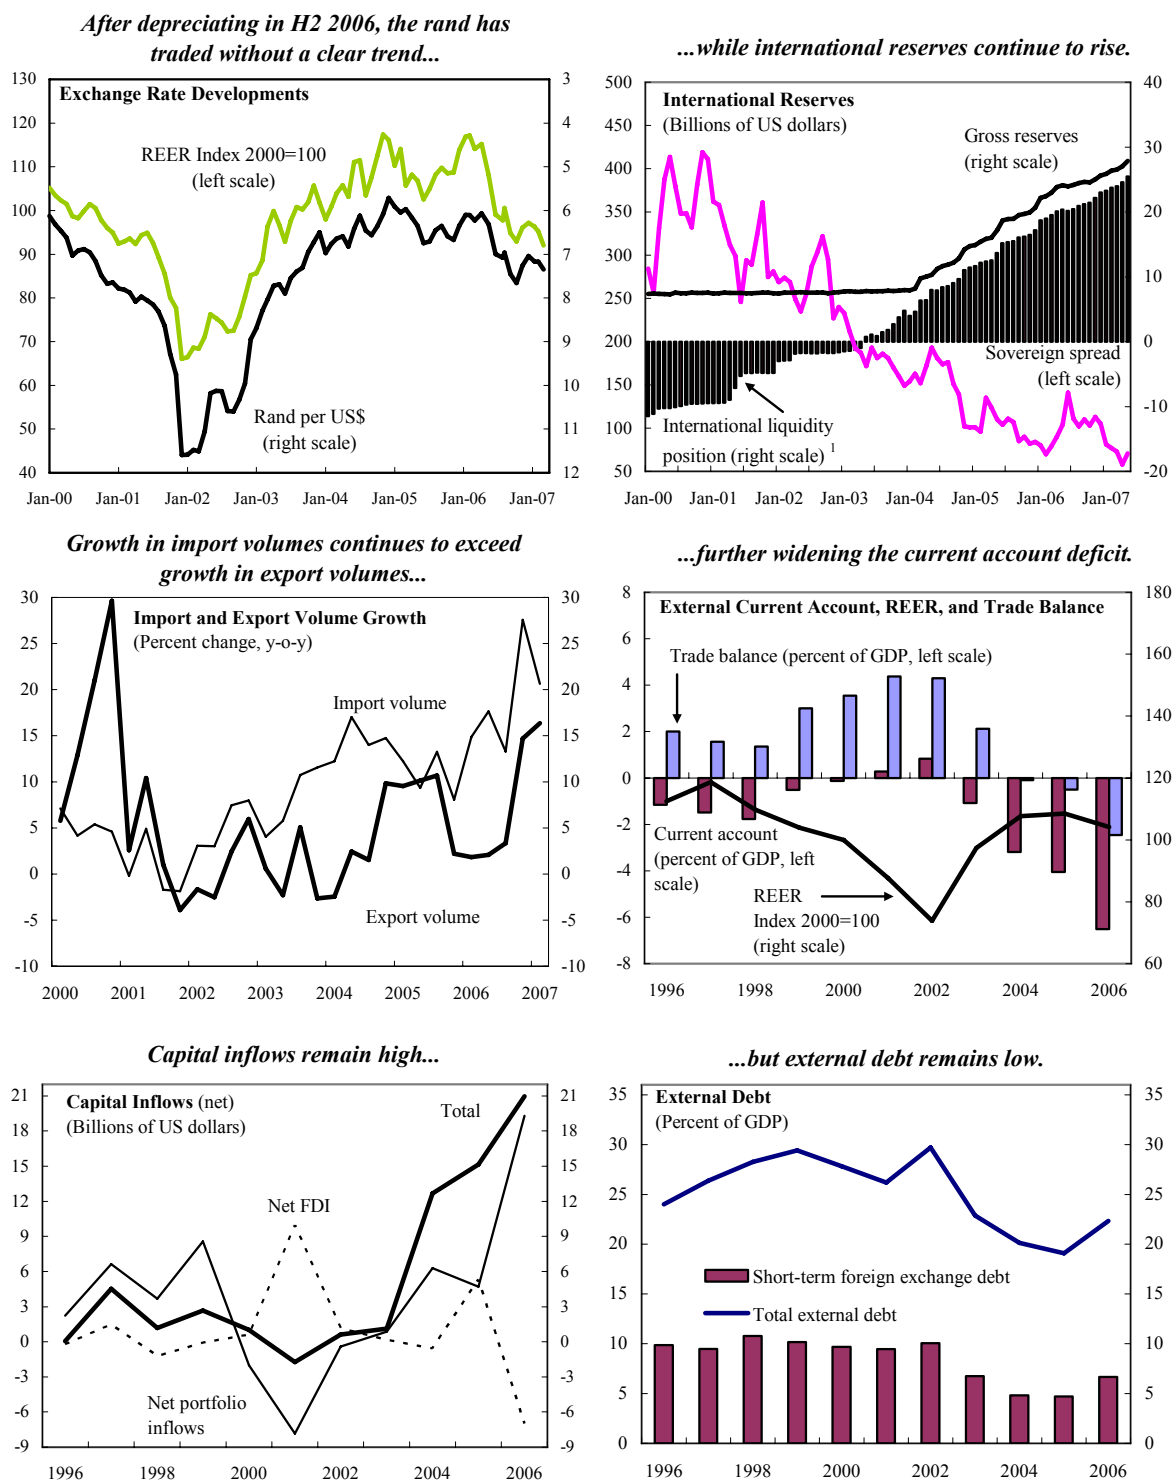 After depreciating in H2 2006, the rand has
traded without a clear trend...
130
120
110
100
90
80
70
60
50
40
3
4
5
6
7
8
9
10
11
12
Exchange Rate Developments
REER Index 2000=100
(left scale)
Rand per US$
(right scale)
Jan-00 Jan-01 Jan-02 Jan-03 Jan-04 Jan-05 Jan-06 Jan-07
...while international reserves continue to rise.
500
450
400
350
300
250
200
150
100
50
40
30
20
10
0
-10
-20
International Reserves
(Billions of US dollars)
Gross reserves
(right scale)
Sovereign spread
(left scale)
International liquidity
position (right scale) 1
Jan-00 Jan-01 Jan-02 Jan-03 Jan-04 Jan-05 Jan-06 Jan-07
Growth in import volumes continues to exceed
growth in export volumes...
30
25
20
15
10
5
0
-5
-10
30
25
20
15
10
5
0
-5
-10
Import and Export Volume Growth
(Percent change, y-o-y)
Import volume
Export volume
2000 2001 2002 2003 2004 2005 2006 2007
...further widening the current account deficit.
8
6
4
2
0
-2
-4
-6
-8
180
160
140
120
100
80
60
External Current Account, REER, and Trade Balance
Trade balance (percent of GDP, left scale)
Current account
(percent of GDP, left
scale)
REER
Index 2000=100
(right scale)
1996 1998 2000 2002 2004 2006
Capital inflows remain high...
21
18
15
12
9
6
3
0
-3
-6
-9
21
18
15
12
9
6
3
0
-3
-6
-9
Capital Inflows (net)
(Billions of US dollars)
Total
Net FDI
Net portfolio
inflows
1996 1998 2000 2002 2004 2006
...but external debt remains low.
35
30
25
20
15
10
5
0
35
30
25
20
15
10
5
0
External Debt
(Percent of GDP)
Short-term foreign exchange debt
Total external debt
1996 1998 2000 2002 2004 2006